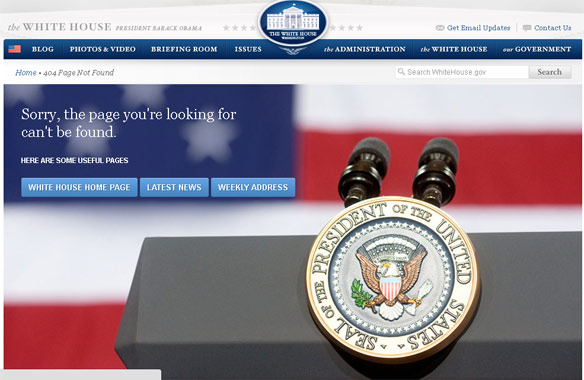 the WHITE HOUSE PRESIDENT BARACK OBAMA
THE WHITE HOUSE
WASHINGTON
Get Email Updates Contact Us
BLOG PHOTOS & VIDEO BRIEFING ROOM ISSUES the ADMINISTRATION the WHITE HOUSE our GOVERNMENT
Home • 404 Page Not Found
Search WhiteHouse.gov Search
Sorry, the page you're looking for
can't be found.
HERE ARE SOME USEFUL PAGES
WHITE HOUSE HOME PAGE LATEST NEWS WEEKLY ADDRESS
SEAL OF THE PRESIDENT OF THE UNITED STATES